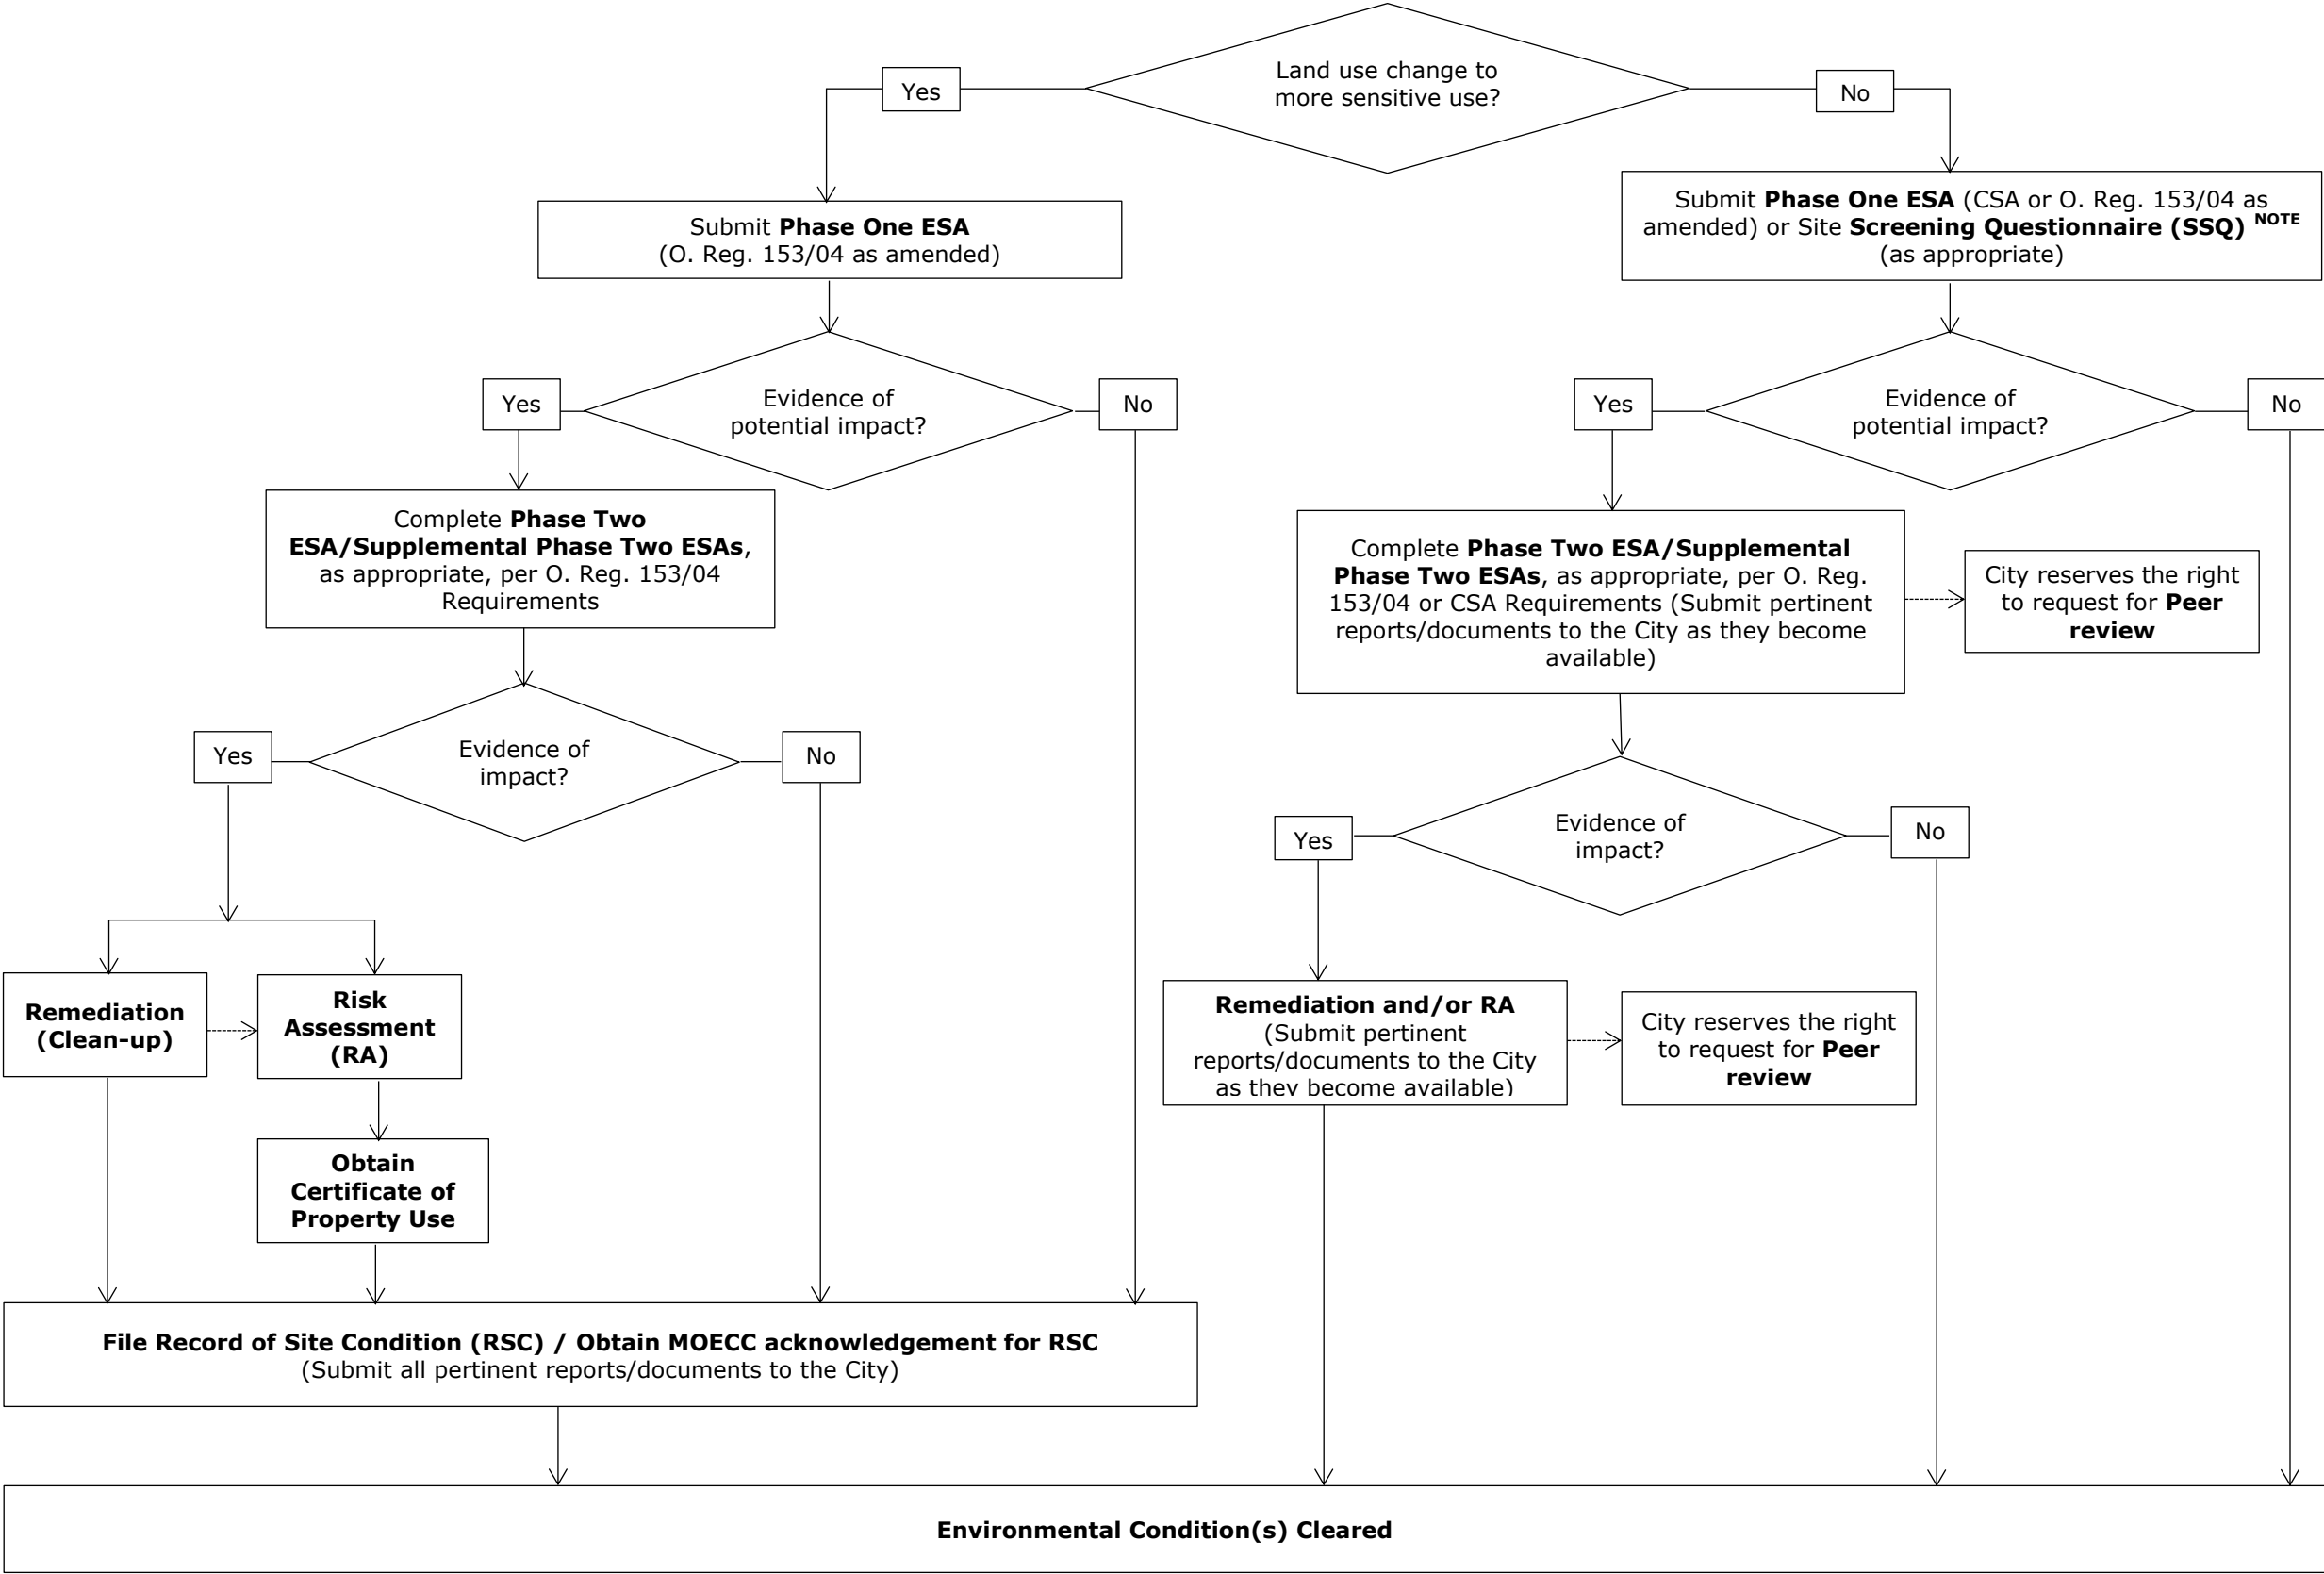 Land use change to
more sensitive use?
Yes
No
Submit Phase One ESA
(O. Reg. 153/04 as amended)
Submit Phase One ESA (CSA or O. Reg. 153/04 as
amended) or Site Screening Questionnaire (SSQ) NOTE
(as appropriate)
Yes
Evidence of
potential impact?
No
Yes
Evidence of
potential impact?
No
Complete Phase Two
ESA/Supplemental Phase Two ESAs,
as appropriate, per O. Reg. 153/04
Requirements
Complete Phase Two ESA/Supplemental
Phase Two ESAs, as appropriate, per O. Reg.
153/04 or CSA Requirements (Submit pertinent
reports/documents to the City as they become
available)
City reserves the right
to request for Peer
review
Yes
Evidence of
impact?
No
Yes
Evidence of
impact?
No
Remediation
(Clean-up)
Risk
Assessment
(RA)
Remediation and/or RA
(Submit pertinent
reports/documents to the City
as they become available)
City reserves the right
to request for Peer
review
Obtain
Certificate of
Property Use
File Record of Site Condition (RSC) / Obtain MOECC acknowledgement for RSC
(Submit all pertinent reports/documents to the City)
Environmental Condition(s) Cleared